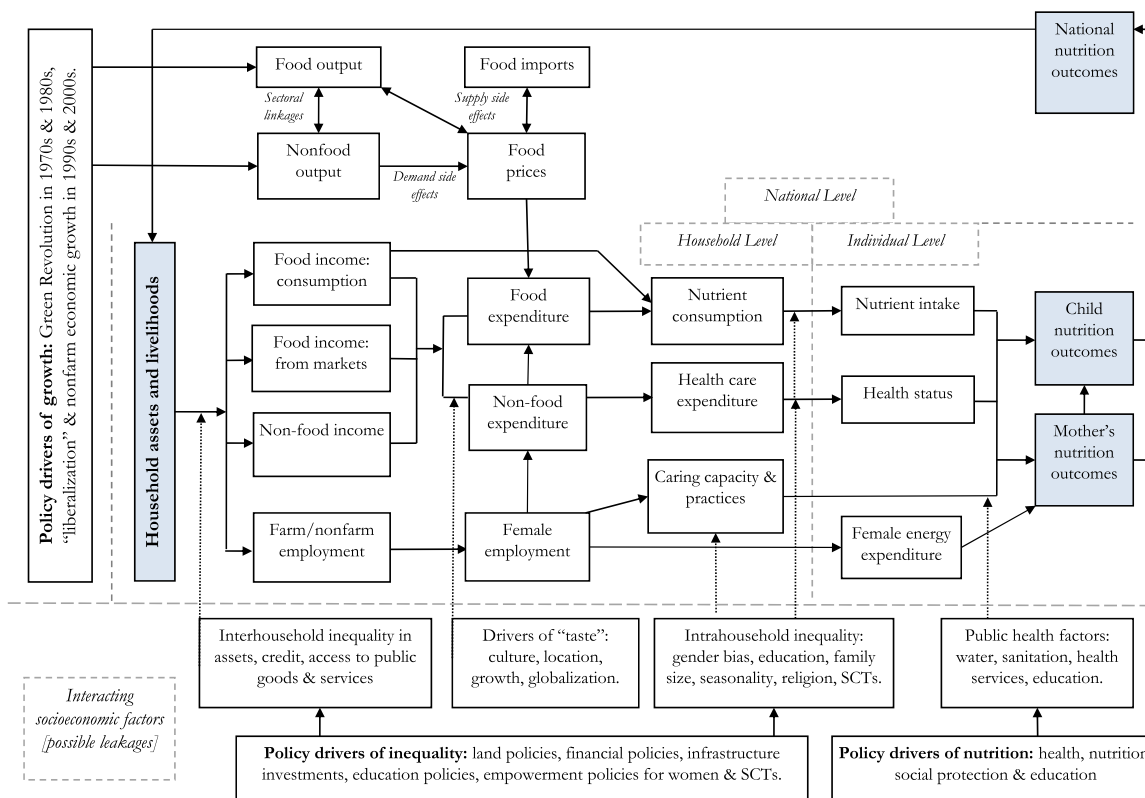 National
nutrition
outcomes
Policy drivers of growth: Green Revolution in 1970s & 1980s,
“liberalization” & nonfarm economic growth in 1990s & 2000s.
Food output
Food imports
Sectoral
linkages
Supply side
effects
Nonfood
output
Food
prices
Demand side
effects
National Level
Household Level
Individual Level
Household assets and livelihoods
Food income:
consumption
Food
expenditure
Nutrient
consumption
Nutrient intake
Child
nutrition
outcomes
Food income:
from markets
Non-food
expenditure
Health care
expenditure
Health status
Non-food income
Mother’s
nutrition
outcomes
Caring capacity &
practices
Farm/nonfarm
employment
Female
employment
Female energy
expenditure
Interhousehold inequality in
assets, credit, access to public
goods & services
Drivers of “taste”:
culture, location,
growth, globalization.
Intrahousehold inequality:
gender bias, education, family
size, seasonality, religion, SCTs.
Public health factors:
water, sanitation, health
services, education.
Interacting
socioeconomic factors
[possible leakages]
Policy drivers of inequality: land policies, financial policies, infrastructure
investments, education policies, empowerment policies for women & SCTs.
Policy drivers of nutrition: health, nutrition
social protection & education